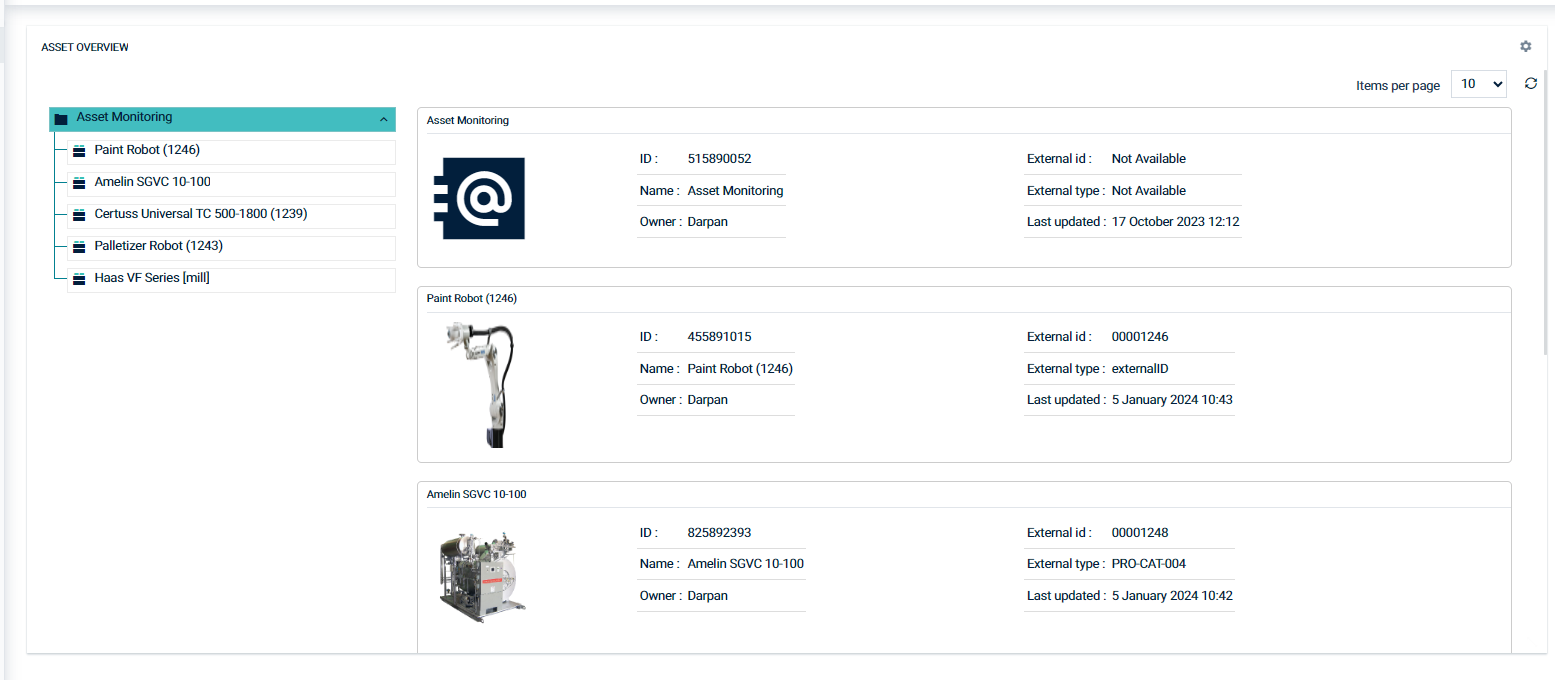 ASSET OVERVIEW
Items per page 10
Asset Monitoring
Paint Robot (1246)
Amelin SGVC 10-100
Certuss Universal TC 500-1800 (1239)
Palletizer Robot (1243)
Haas VF Series [mill]
Asset Monitoring
@
ID : 515890052
Name : Asset Monitoring
Owner : Darpan
External id : Not Available
External type : Not Available
Last updated : 17 October 2023 12:12
Paint Robot (1246)
ID : 455891015
Name : Paint Robot (1246)
Owner : Darpan
External id : 00001246
External type : externalID
Last updated : 5 January 2024 10:43
Amelin SGVC 10-100
ID : 825892393
Name : Amelin SGVC 10-100
Owner : Darpan
External id : 00001248
External type : PRO-CAT-004
Last updated : 5 January 2024 10:42